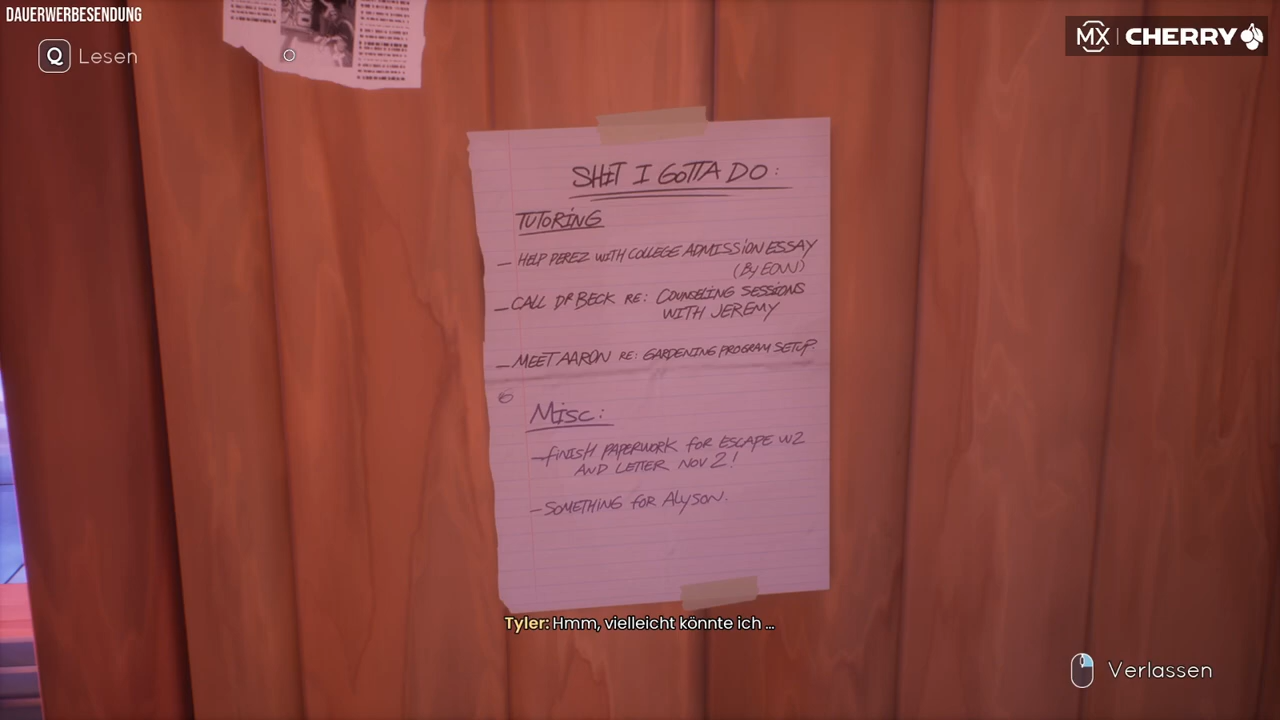 DAUERWERBESENDUNG
Q Lesen
MX | CHERRY
SHIT I GOTTA DO:
TUTORING
— HELP PEREZ WITH COLLEGE ADMISSION ESSAY
(BY EOW)
— CALL DR BECK RE: COUNSELING SESSIONS
WITH JEREMY
— MEET AARON RE: GARDENING PROGRAM SETUP.
MISC:
— FINISH PAPERWORK FOR ESCAPE W2
AND LETTER NOV 2!
— SOMETHING FOR ALYSON.
Tyler: Hmm, vielleicht könnte ich ...
Verlassen